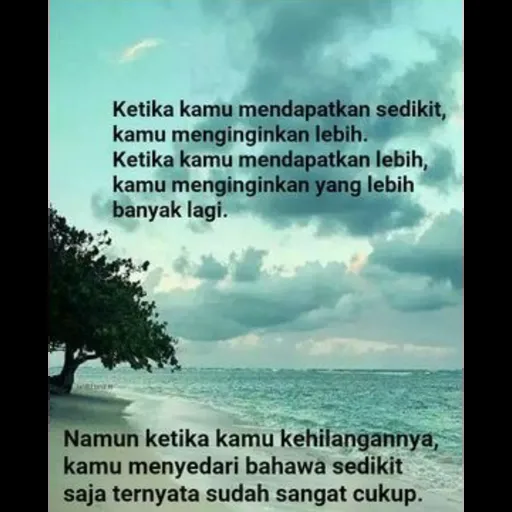 Ketika kamu mendapatkan sedikit,
kamu menginginkan lebih.
Ketika kamu mendapatkan lebih,
kamu menginginkan yang lebih
banyak lagi.
Namun ketika kamu kehilangannya,
kamu menyedari bahawa sedikit
saja ternyata sudah sangat cukup.